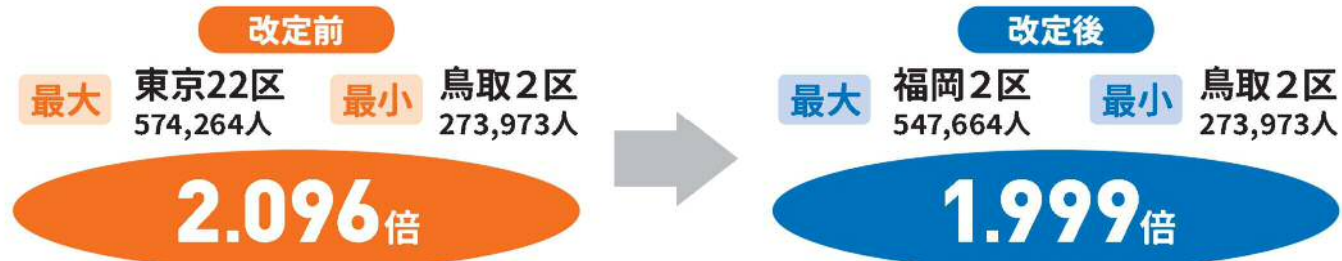 改定前
最大 東京22区 574,264人 最小 鳥取２区 273,973人
2.096倍
改定後
最大 福岡２区 547,664人 最小 鳥取２区 273,973人
1.999倍